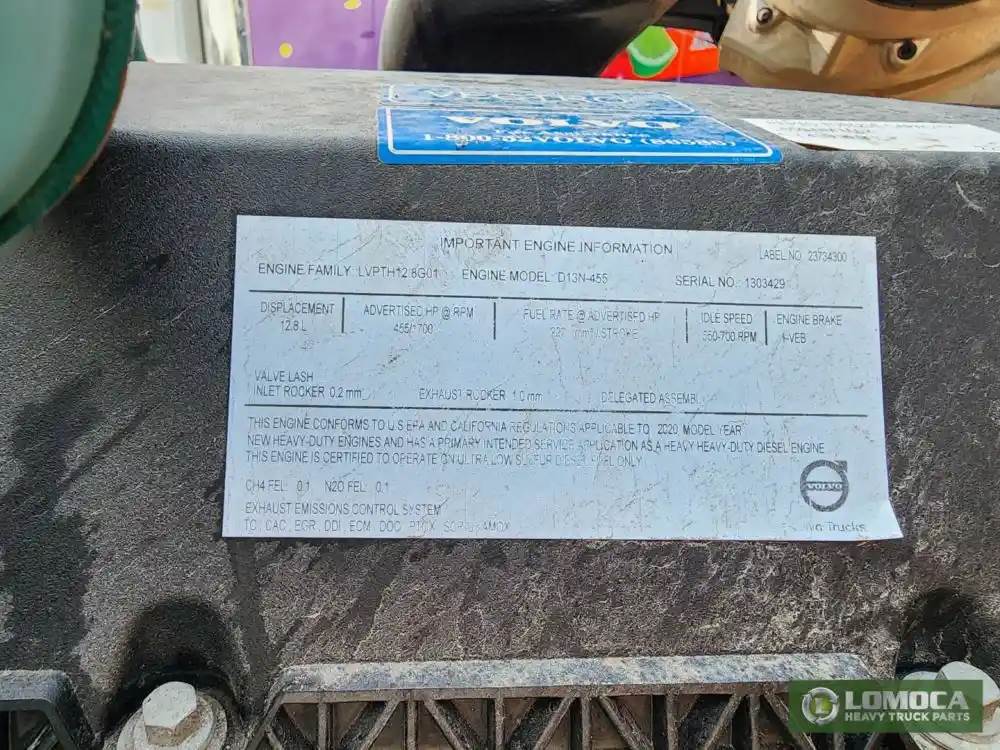 IMPORTANT ENGINE INFORMATION
LABEL NO. 23734300
ENGINE FAMILY: LVPTH12.8G01 ENGINE MODEL: D13N-455 SERIAL NO.: 1303429
DISPLACEMENT
12.8 L
ADVERTISED HP @ RPM
455/1700
FUEL RATE @ ADVERTISED HP
mm³/STROKE
IDLE SPEED
-700 RPM
ENGINE BRAKE
I-VEB
VALVE LASH
INLET ROCKER 0.2 mm EXHAUST ROCKER 1.0 mm DELEGATED ASSEMBLY
THIS ENGINE CONFORMS TO U.S EPA AND CALIFORNIA REGULATIONS APPLICABLE TO 2020 MODEL YEAR
NEW HEAVY-DUTY ENGINES AND HAS A PRIMARY INTENDED SERVICE APPLICATION AS A HEAVY HEAVY-DUTY DIESEL ENGINE
THIS ENGINE IS CERTIFIED TO OPERATE ON ULTRA LOW SULFUR DIESEL FUEL ONLY
CH4 FEL: 0.1 N2O FEL: 0.1
EXHAUST EMISSIONS CONTROL SYSTEM
TC, CAC, EGR, DDI, ECM, DOC, AMOX
VOLVO
Trucks
LOMOCA
HEAVY TRUCK PARTS